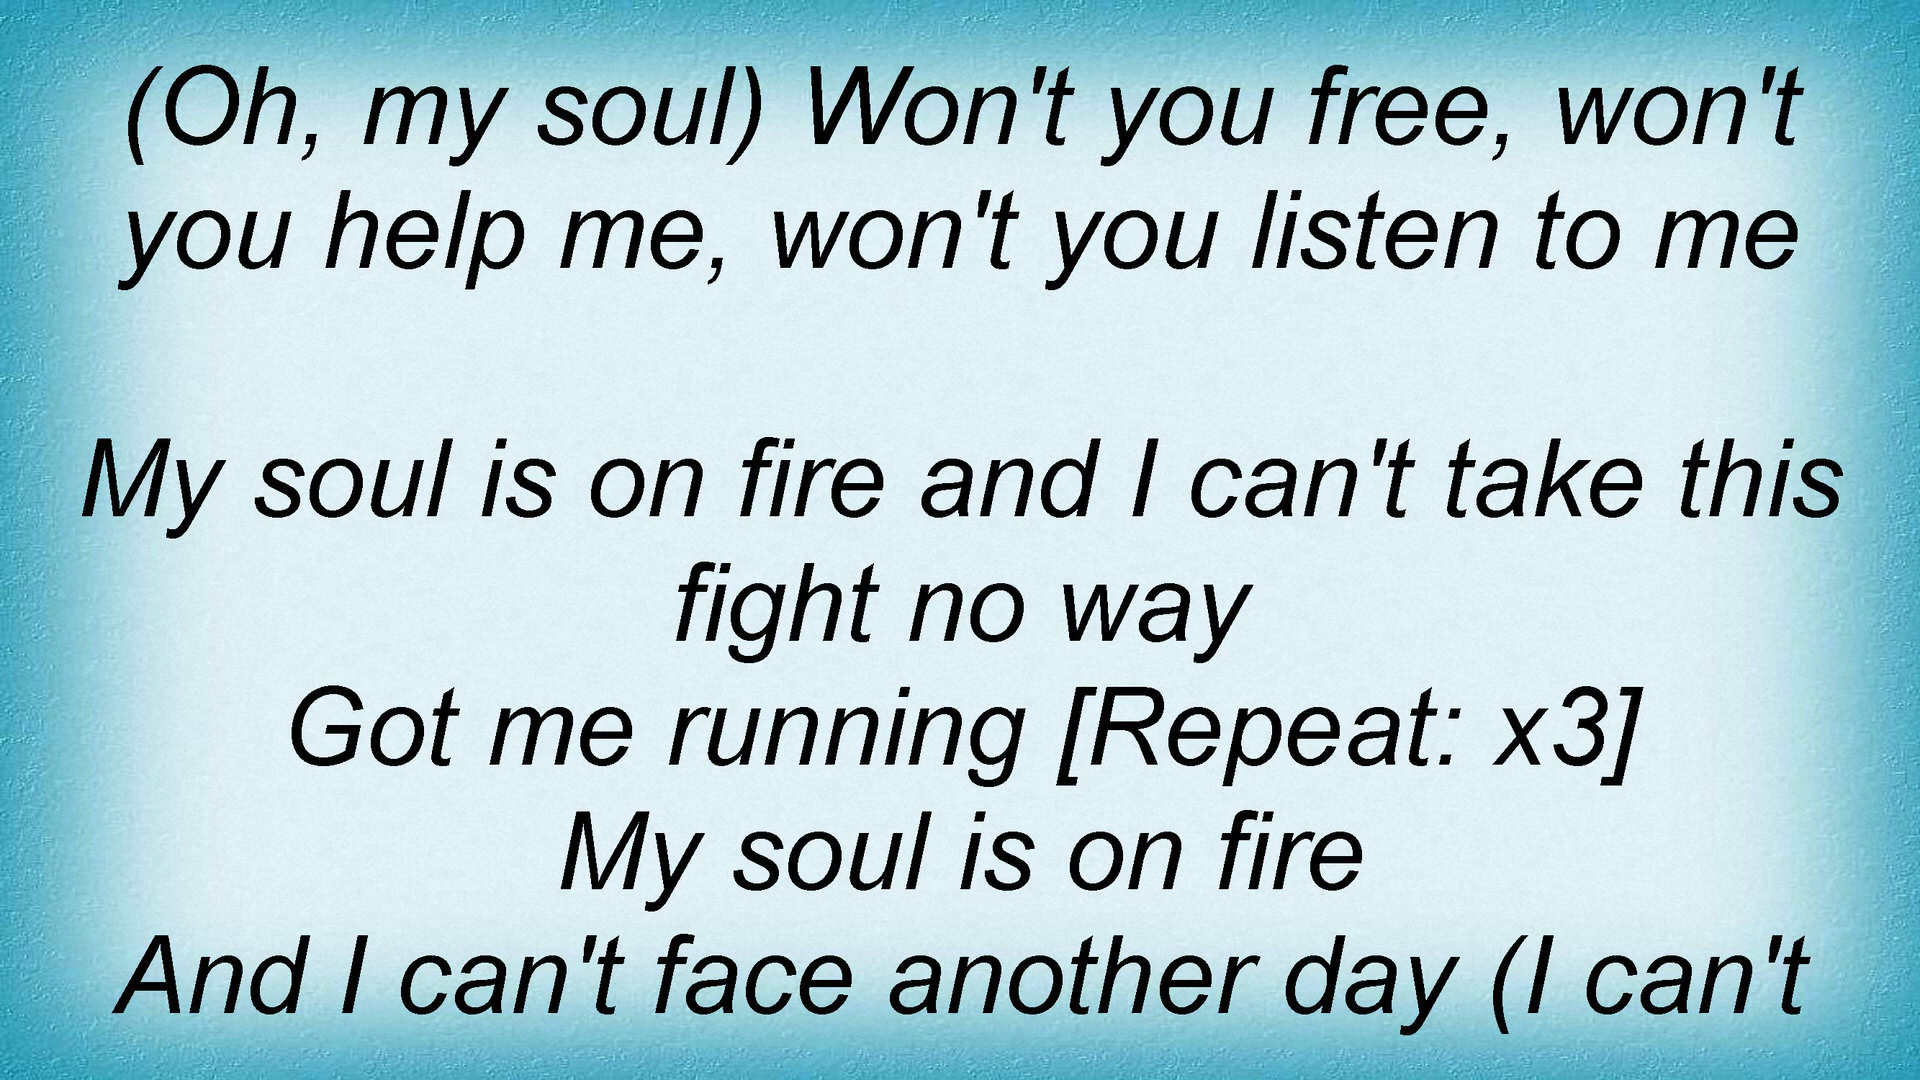 (Oh, my soul) Won't you free, won't
you help me, won't you listen to me
My soul is on fire and I can't take this
fight no way
Got me running [Repeat: x3]
My soul is on fire
And I can't face another day (I can't